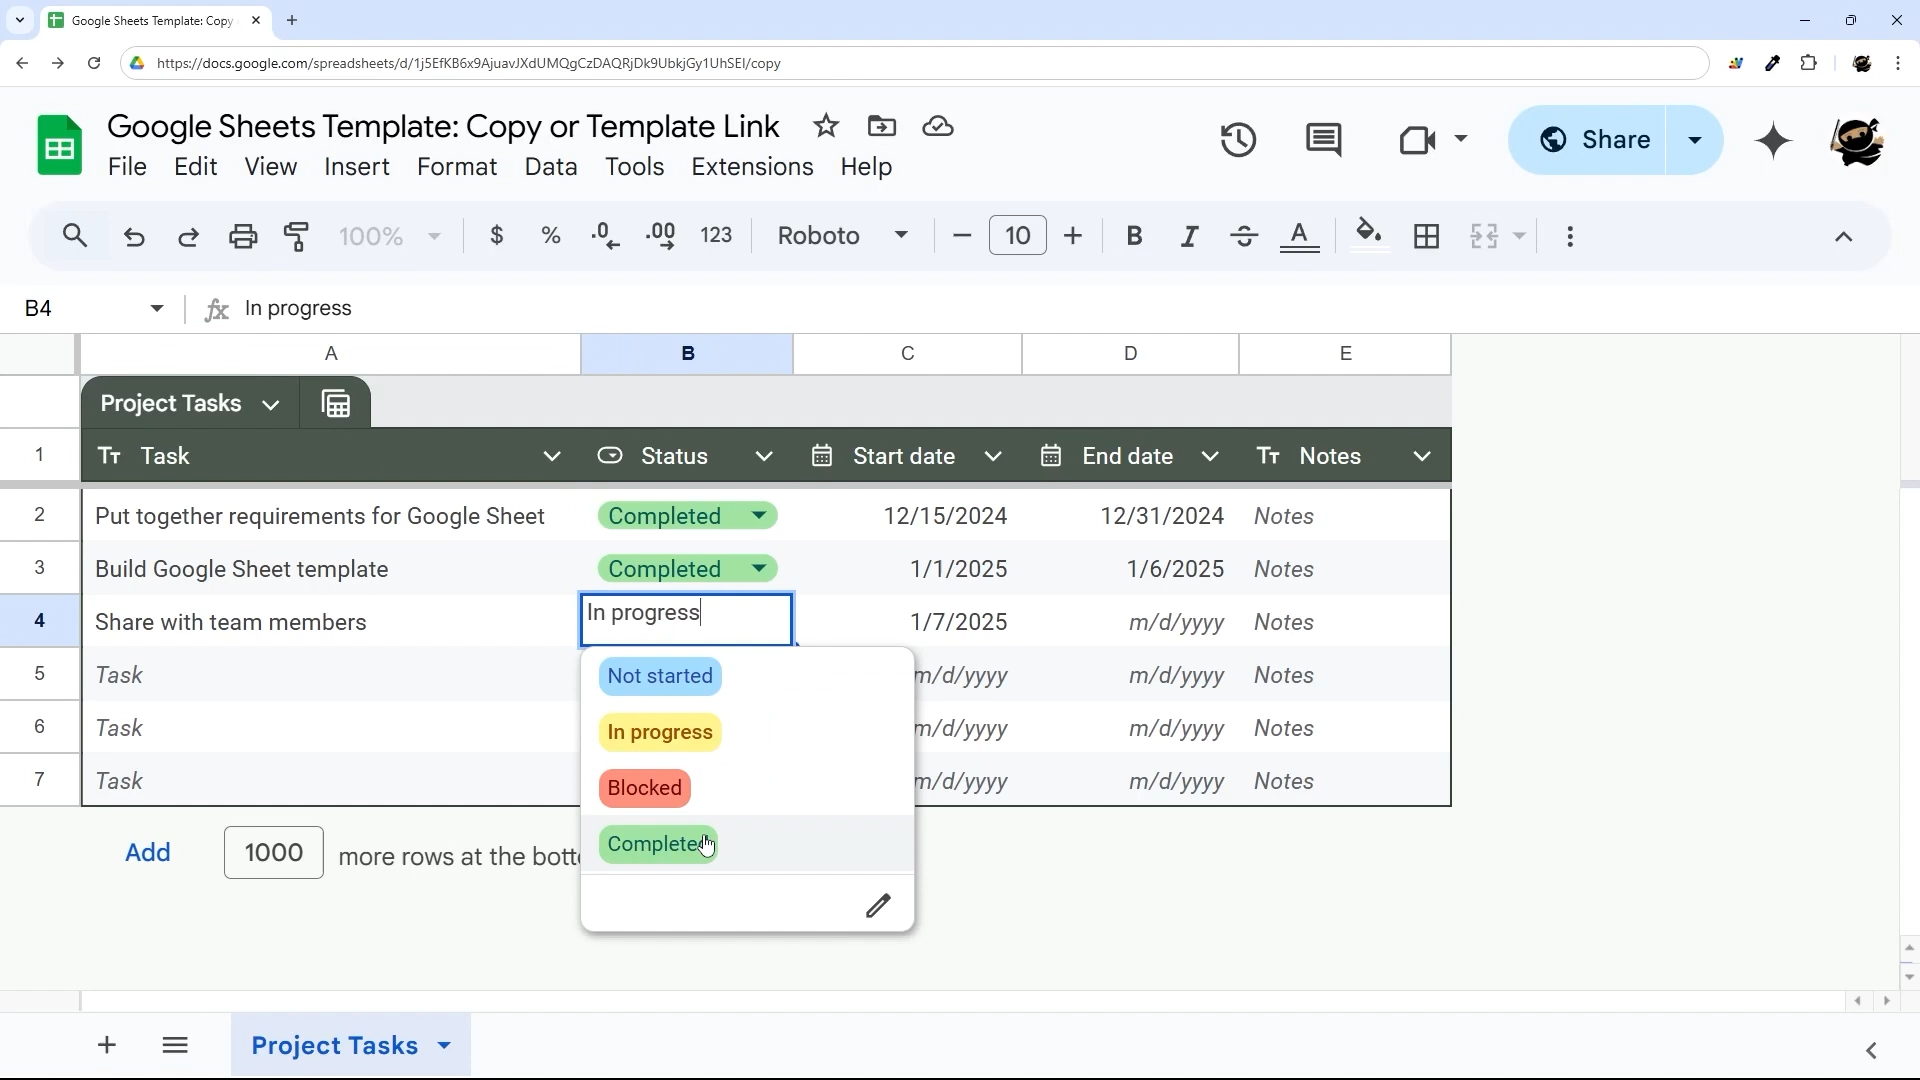 Google Sheets Template: Copy
https://docs.google.com/spreadsheets/d/1j5EfKB6x9AjuavJXdUMQgCzDAQRjDk9UbkjGy1UhSEI/copy
Google Sheets Template: Copy or Template Link
File Edit View Insert Format Data Tools Extensions Help
Share
100% $ % .0 .00 123 Roboto 10 B I S A
B4 fx In progress
A B C D E
Project Tasks
1 Tт Task Status Start date End date Tт Notes
2 Put together requirements for Google Sheet Completed 12/15/2024 12/31/2024 Notes
3 Build Google Sheet template Completed 1/1/2025 1/6/2025 Notes
4 Share with team members In progress 1/7/2025 m/d/yyyy Notes
5 Task m/d/yyyy m/d/yyyy Notes
6 Task m/d/yyyy m/d/yyyy Notes
7 Task m/d/yyyy m/d/yyyy Notes
Not started
In progress
Blocked
Completed
Add 1000 more rows at the bott
Project Tasks